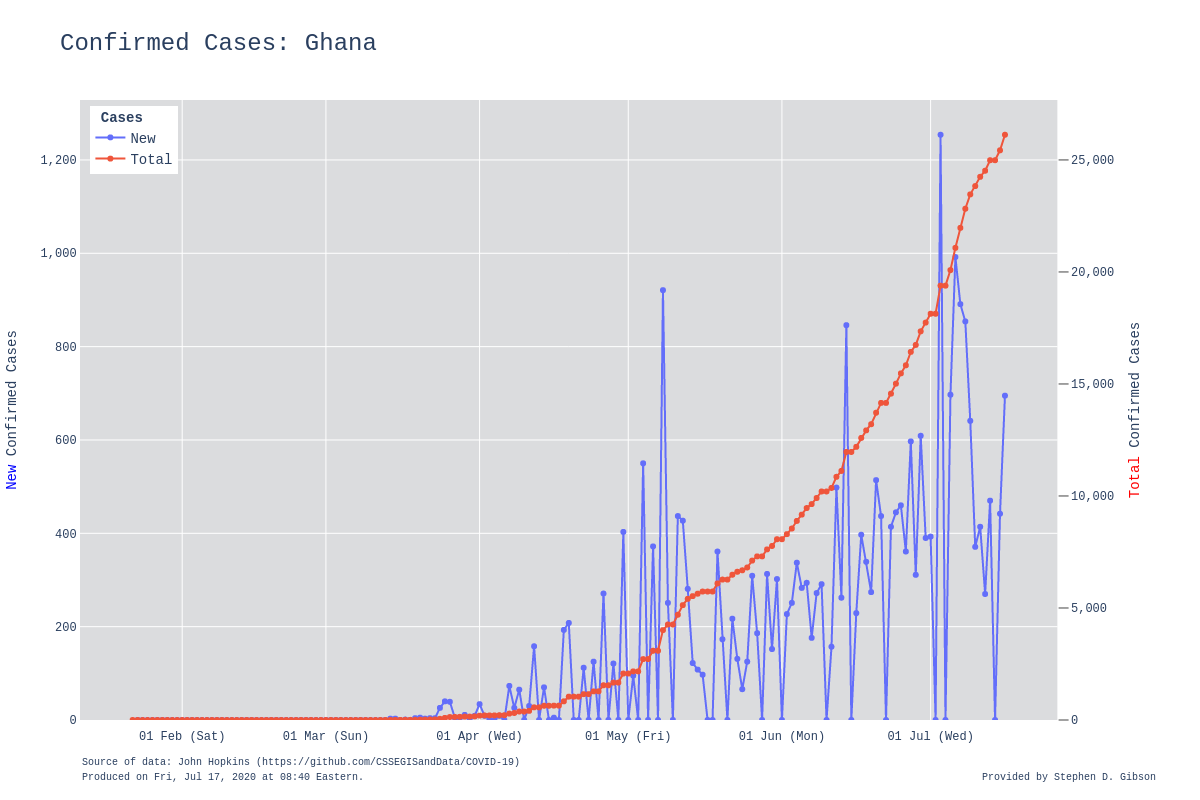 Confirmed Cases: Ghana
Cases
New
Total
1,200
1,000
800
600
400
200
0
25,000
20,000
15,000
10,000
5,000
0
New Confirmed Cases
Total Confirmed Cases
01 Feb (Sat)
01 Mar (Sun)
01 Apr (Wed)
01 May (Fri)
01 Jun (Mon)
01 Jul (Wed)
Source of data: John Hopkins (https://github.com/CSSEGISandData/COVID-19)
Produced on Fri, Jul 17, 2020 at 08:40 Eastern.
Provided by Stephen D. Gibson